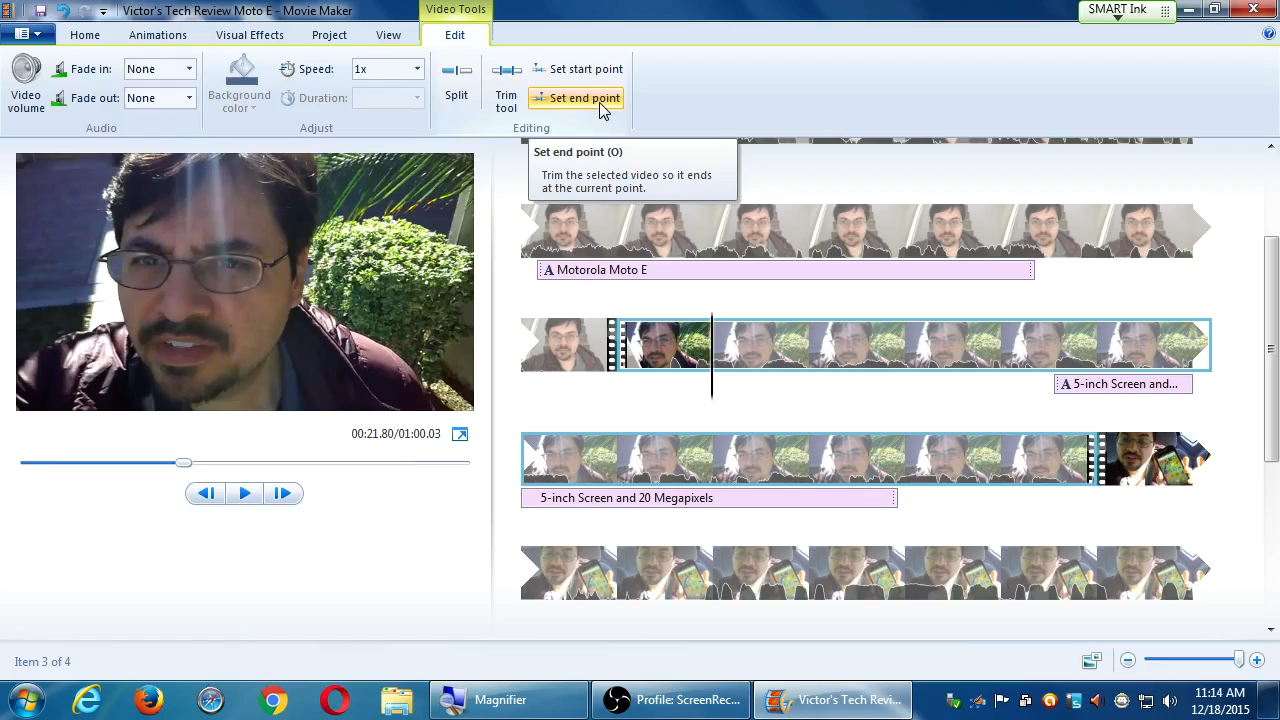 Victor's Tech Review Moto E - Movie Maker
Video Tools
SMART Ink
Home
Animations
Visual Effects
Project
View
Edit
Video volume
Fade in:
None
Fade out:
None
Audio
Background color
Speed:
1x
Duration:
Adjust
Split
Trim tool
Set start point
Set end point
Editing
Set end point (O)
Trim the selected video so it ends
at the current point.
A Motorola Moto E
A 5-inch Screen and...
5-inch Screen and 20 Megapixels
00:21.80/01:00.03
Item 3 of 4
Magnifier
Profile: ScreenRec...
Victor's Tech Revi...
11:14 AM
12/18/2015